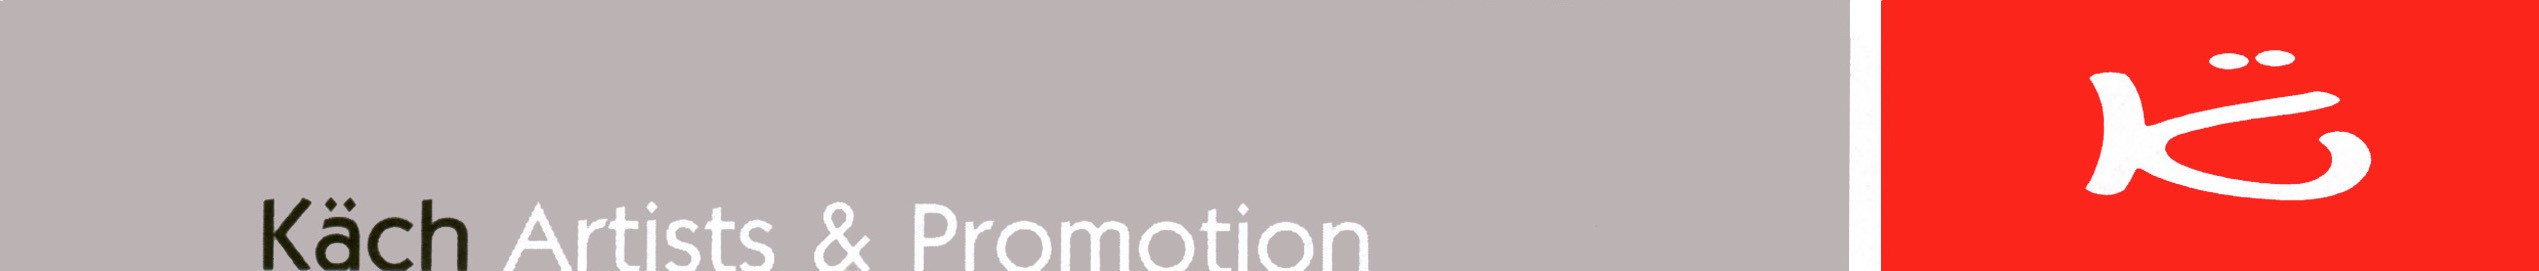 Käch Artists & Promotion